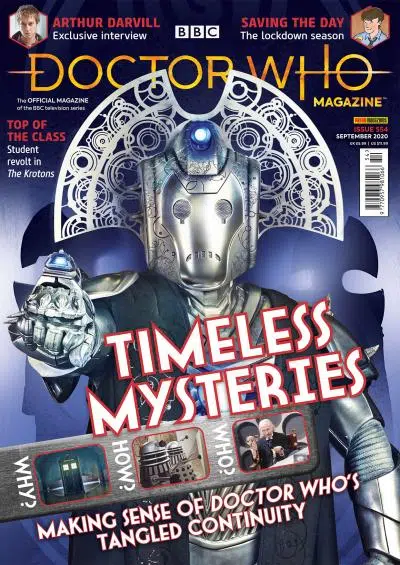 ARTHUR DARVILL
Exclusive interview
BBC
SAVING THE DAY
The lockdown season
DOCTOR WHO
The OFFICIAL MAGAZINE
of the BBC television series
MAGAZINE™
TOP OF
THE CLASS
Student
revolt in
The Krotons
ISSUE 554
SEPTEMBER 2020
TIMELESS
MYSTERIES
WHY?
HOW?
WHO?
MAKING SENSE OF DOCTOR WHO'S
TANGLED CONTINUITY